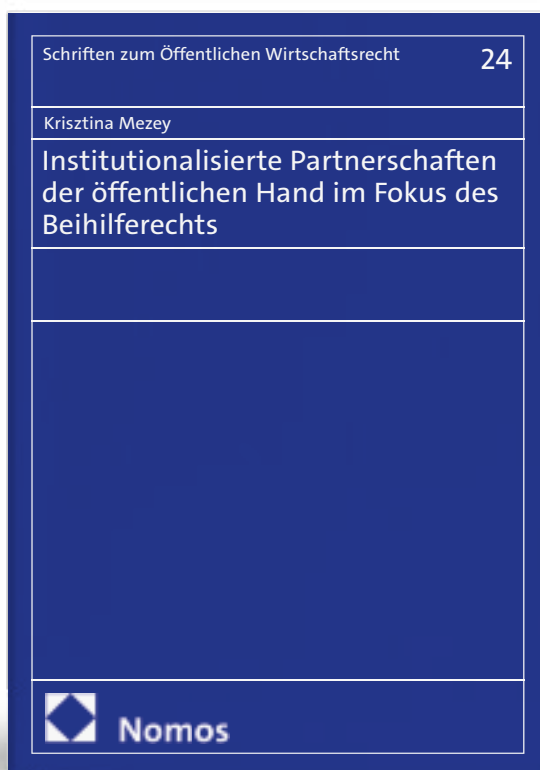 Schriften zum Öffentlichen Wirtschaftsrecht 24
Krisztina Mezey
Institutionalisierte Partnerschaften
der öffentlichen Hand im Fokus des
Beihilferechts
Nomos